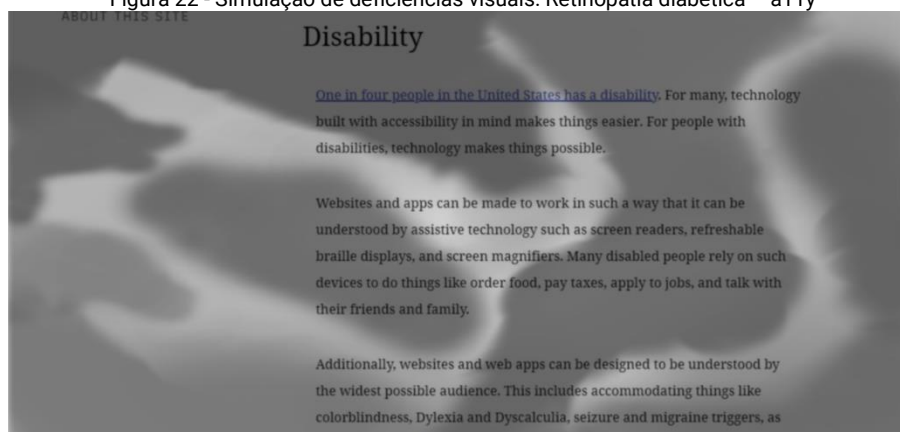 Figura 22 - Simulação de deficiências visuais: Retinopatia diabética – a11y
ABOUT THIS SITE
Disability
One in four people in the United States has a disability. For many, technology
built with accessibility in mind makes things easier. For people with
disabilities, technology makes things possible.
Websites and apps can be made to work in such a way that it can be
understood by assistive technology such as screen readers, refreshable
braille displays, and screen magnifiers. Many disabled people rely on such
devices to do things like order food, pay taxes, apply to jobs, and talk with
their friends and family.
Additionally, websites and web apps can be designed to be understood by
the widest possible audience. This includes accommodating things like
colorblindness, Dylexia and Dyscalculia, seizure and migraine triggers, as